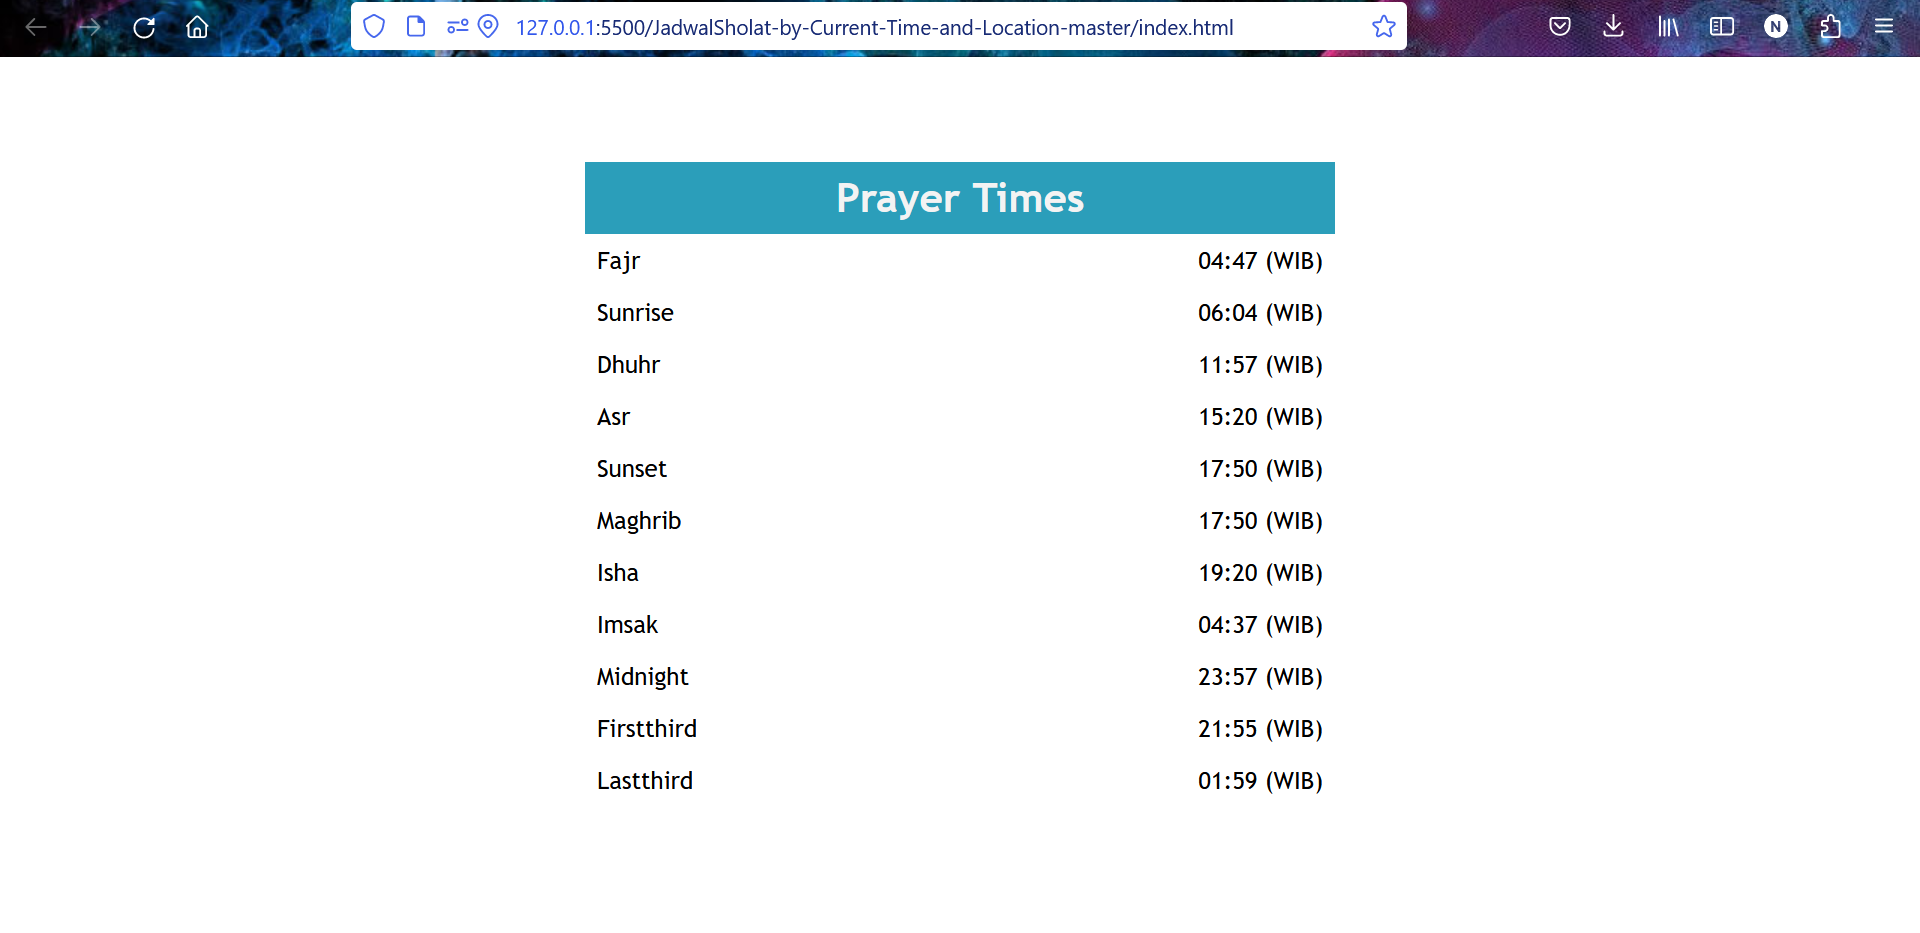 127.0.0.1:5500/JadwalSholat-by-Current-Time-and-Location-master/index.html
N
Prayer Times
Fajr 04:47 (WIB)
Sunrise 06:04 (WIB)
Dhuhr 11:57 (WIB)
Asr 15:20 (WIB)
Sunset 17:50 (WIB)
Maghrib 17:50 (WIB)
Isha 19:20 (WIB)
Imsak 04:37 (WIB)
Midnight 23:57 (WIB)
Firstthird 21:55 (WIB)
Lastthird 01:59 (WIB)